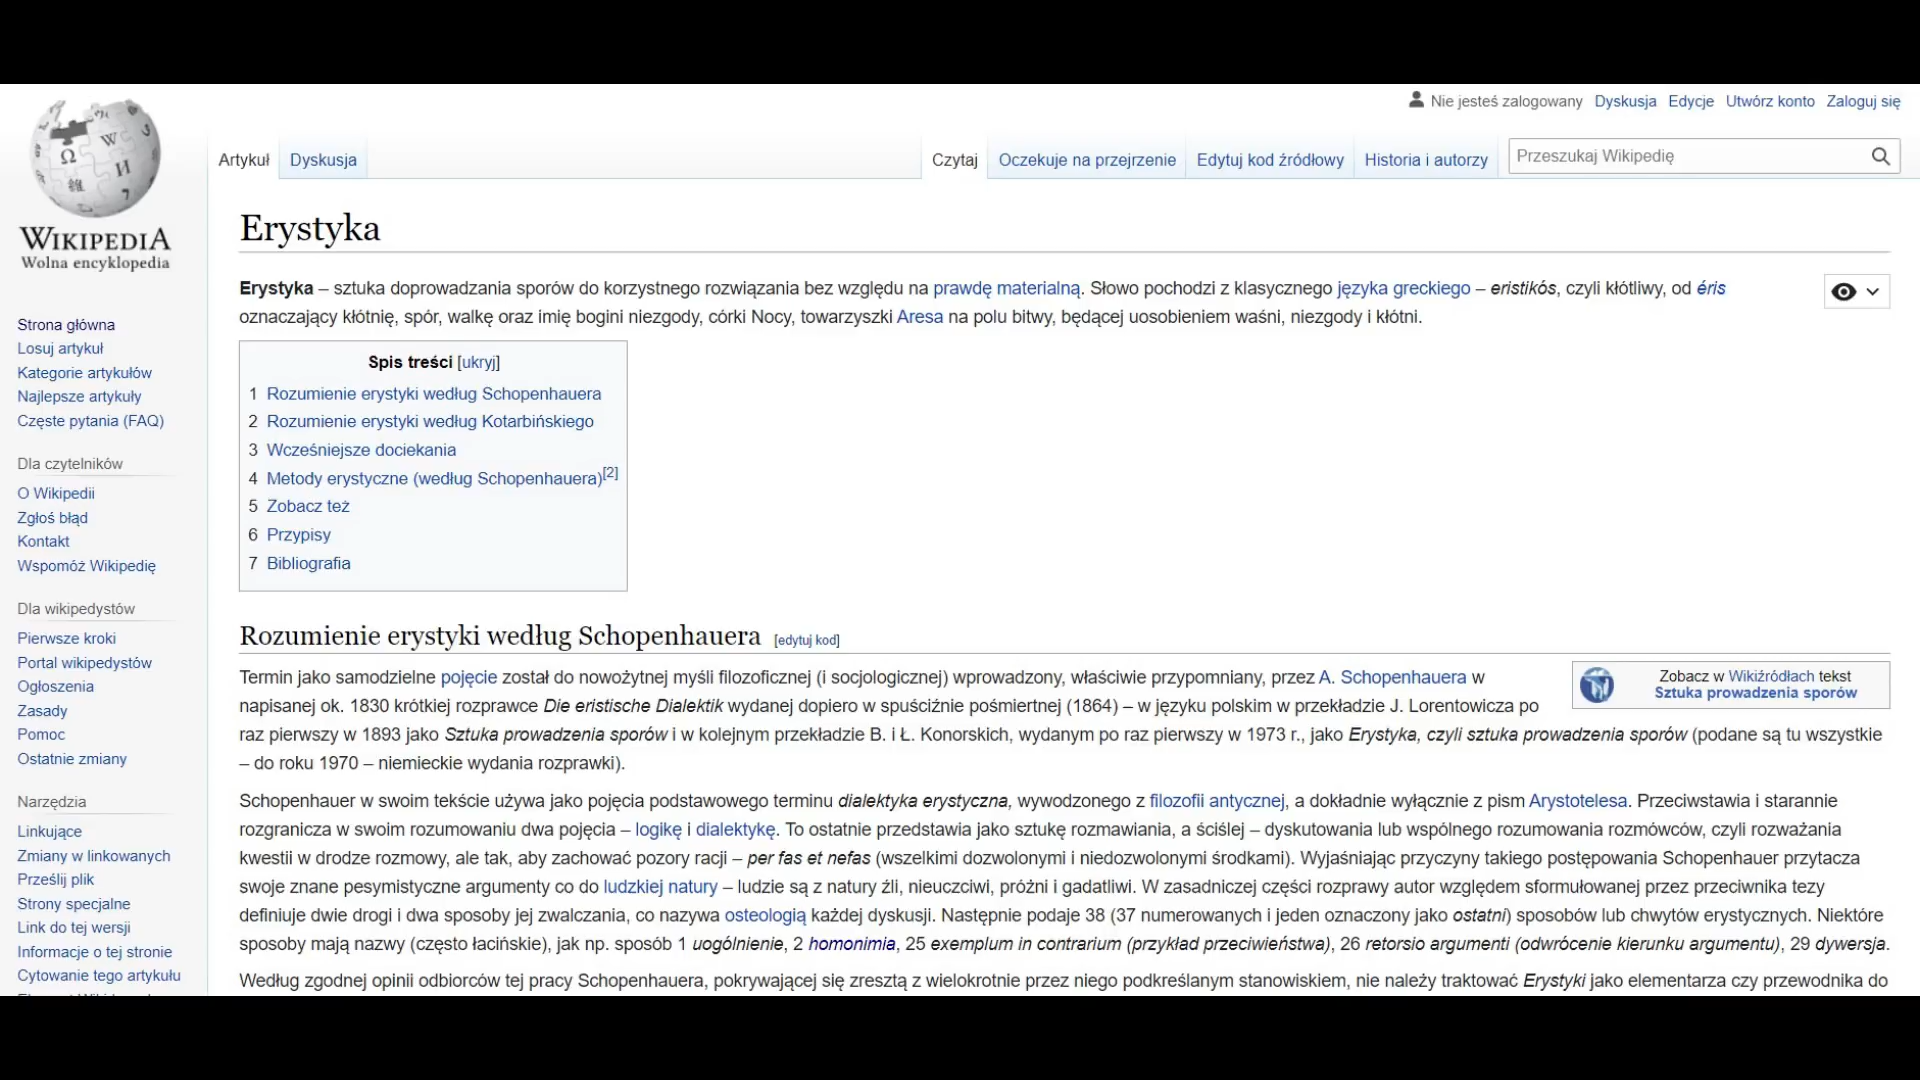 Nie jesteś zalogowany Dyskusja Edycje Utwórz konto Zaloguj się
Artykuł Dyskusja Czytaj Oczekuje na przejrzenie Edytuj kod źródłowy Historia i autorzy Przeszukaj Wikipedię
WIKIPEDIA
Wolna encyklopedia
Strona główna
Losuj artykuł
Kategorie artykułów
Najlepsze artykuły
Częste pytania (FAQ)
Dla czytelników
O Wikipedii
Zgłoś błąd
Kontakt
Wspomóż Wikipedię
Dla wikipedystów
Pierwsze kroki
Portal wikipedystów
Ogłoszenia
Zasady
Pomoc
Ostatnie zmiany
Narzędzia
Linkujące
Zmiany w linkowanych
Prześlij plik
Strony specjalne
Link do tej wersji
Informacje o tej stronie
Cytowanie tego artykułu
Erystyka
Erystyka – sztuka doprowadzania sporów do korzystnego rozwiązania bez względu na prawdę materialną. Słowo pochodzi z klasycznego języka greckiego – eristikós, czyli kłótliwy, od éris
oznaczający kłótnię, spór, walkę oraz imię bogini niezgody, córki Nocy, towarzyszki Aresa na polu bitwy, będącej uosobieniem waśni, niezgody i kłótni.
Spis treści [ukryj]
1 Rozumienie erystyki według Schopenhauera
2 Rozumienie erystyki według Kotarbińskiego
3 Wcześniejsze dociekania
4 Metody erystyczne (według Schopenhauera)[2]
5 Zobacz też
6 Przypisy
7 Bibliografia
Rozumienie erystyki według Schopenhauera [edytuj kod]
Zobacz w Wikiźródłach tekst
Sztuka prowadzenia sporów
Termin jako samodzielne pojęcie został do nowożytnej myśli filozoficznej (i socjologicznej) wprowadzony, właściwie przypomniany, przez A. Schopenhauera w
napisanej ok. 1830 krótkiej rozprawce Die eristische Dialektik wydanej dopiero w spuściźnie pośmiertnej (1864) – w języku polskim w przekładzie J. Lorentowicza po
raz pierwszy w 1893 jako Sztuka prowadzenia sporów i w kolejnym przekładzie B. i Ł. Konorskich, wydanym po raz pierwszy w 1973 r., jako Erystyka, czyli sztuka prowadzenia sporów (podane są tu wszystkie
– do roku 1970 – niemieckie wydania rozprawki).
Schopenhauer w swoim tekście używa jako pojęcia podstawowego terminu dialektyka erystyczna, wywodzonego z filozofii antycznej, a dokładnie wyłącznie z pism Arystotelesa. Przeciwstawia i starannie
rozgranicza w swoim rozumowaniu dwa pojęcia – logikę i dialektykę. To ostatnie przedstawia jako sztukę rozmawiania, a ściślej – dyskutowania lub wspólnego rozumowania rozmówców, czyli rozważania
kwestii w drodze rozmowy, ale tak, aby zachować pozory racji – per fas et nefas (wszelkimi dozwolonymi i niedozwolonymi środkami). Wyjaśniając przyczyny takiego postępowania Schopenhauer przytacza
swoje znane pesymistyczne argumenty co do ludzkiej natury – ludzie są z natury źli, nieuczciwi, próżni i gadatliwi. W zasadniczej części rozprawy autor względem sformułowanej przez przeciwnika tezy
definiuje dwie drogi i dwa sposoby jej zwalczania, co nazywa osteologią każdej dyskusji. Następnie podaje 38 (37 numerowanych i jeden oznaczony jako ostatni) sposobów lub chwytów erystycznych. Niektóre
sposoby mają nazwy (często łacińskie), jak np. sposób 1 uogólnienie, 2 homonimia, 25 exemplum in contrarium (przykład przeciwieństwa), 26 retorsio argumenti (odwrócenie kierunku argumentu), 29 dywersja.
Według zgodnej opinii odbiorców tej pracy Schopenhauera, pokrywającej się zresztą z wielokrotnie przez niego podkreślanym stanowiskiem, nie należy traktować Erystyki jako elementarza czy przewodnika do